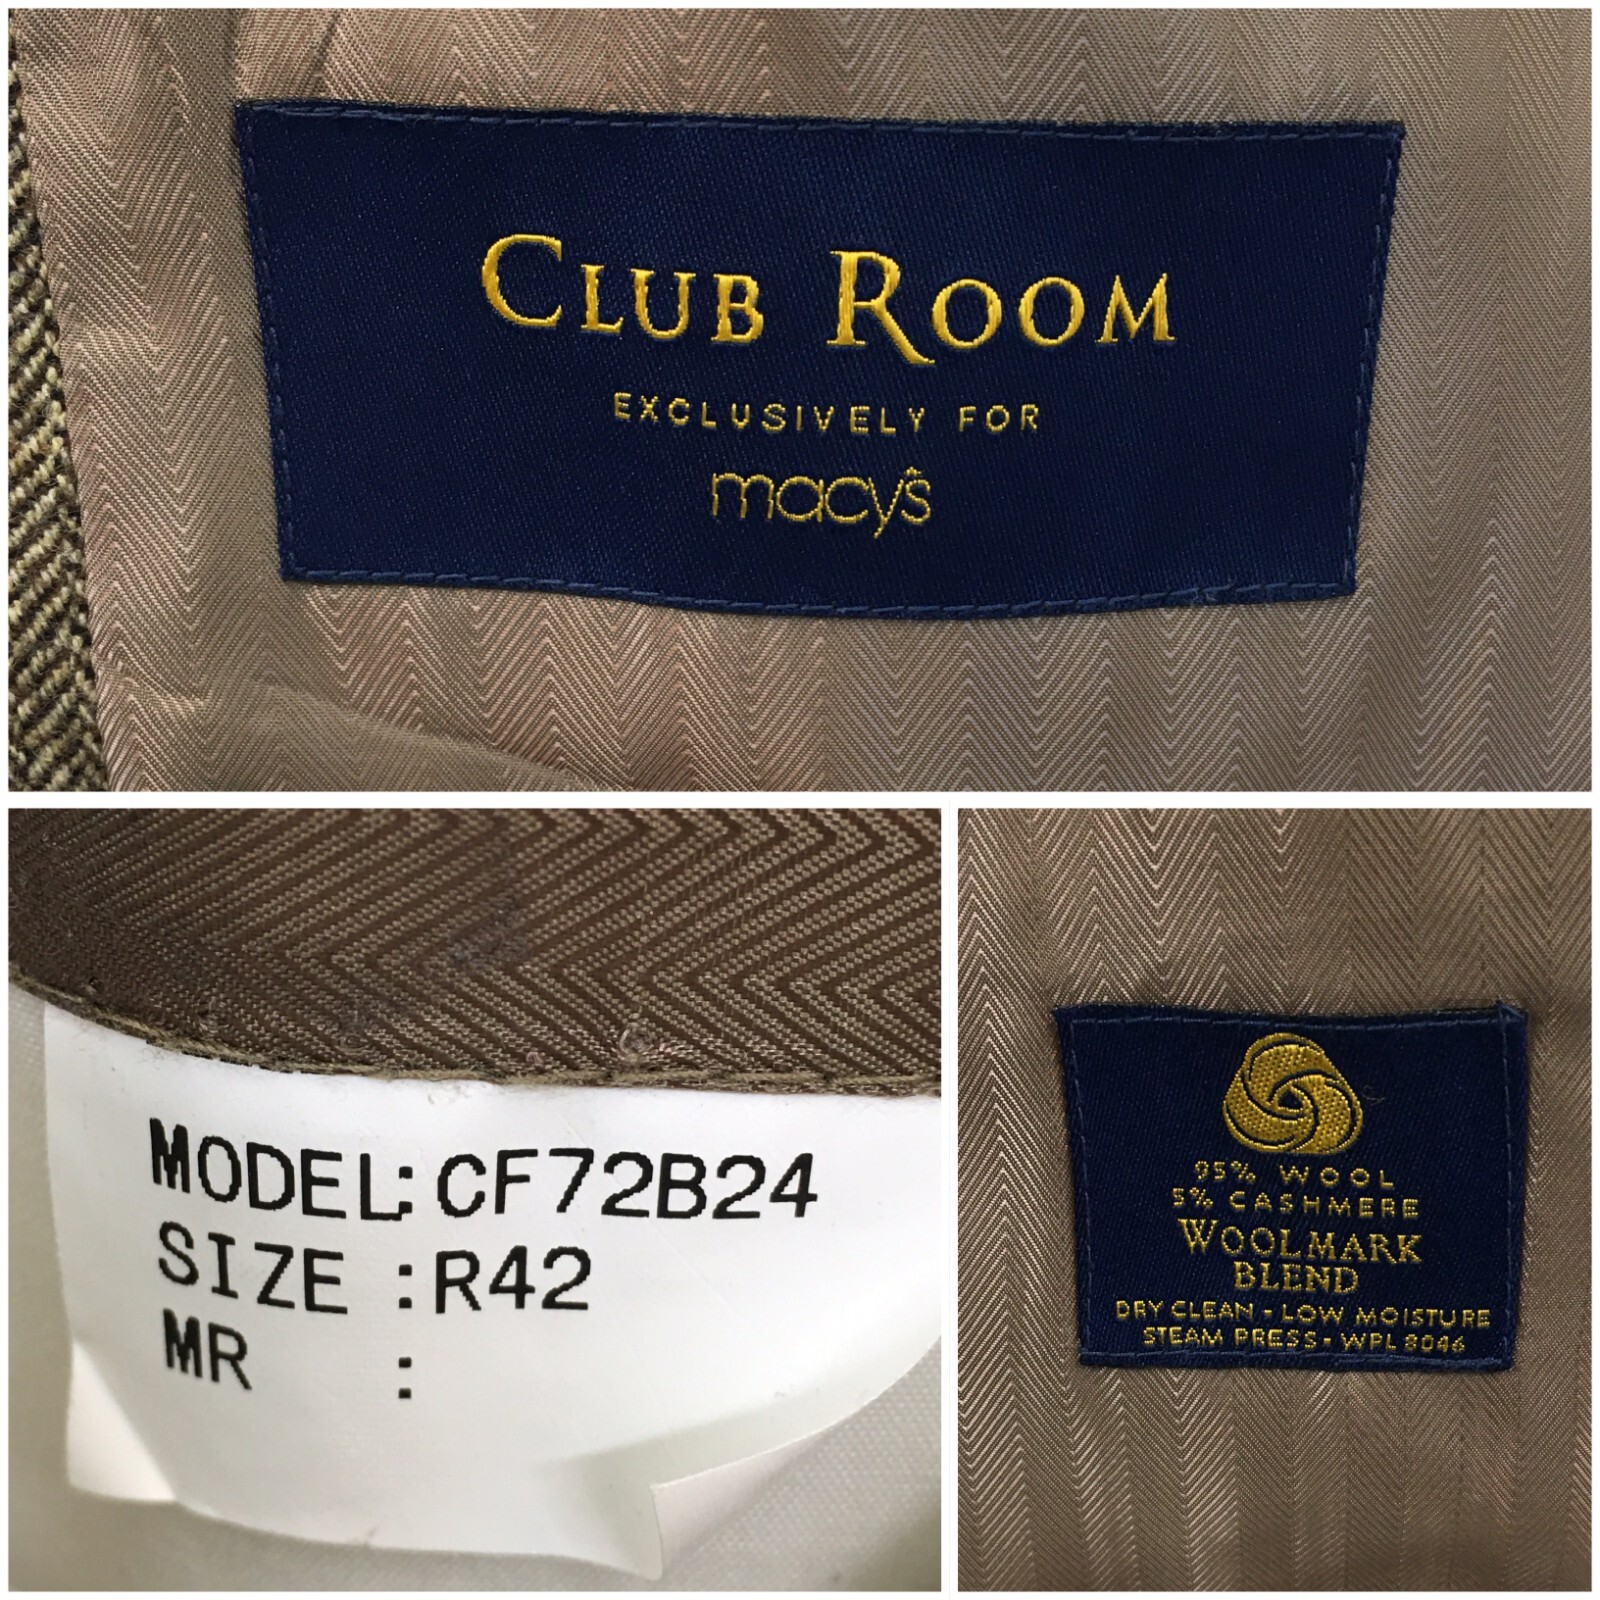 CLUB ROOM
EXCLUSIVELY FOR
macy's
MODEL:CF72B24
SIZE :R42
MR :
95% WOOL
5% CASHMERE
WOOLMARK
BLEND
DRY CLEAN - LOW MOISTURE
STEAM PRESS - WPL 8046